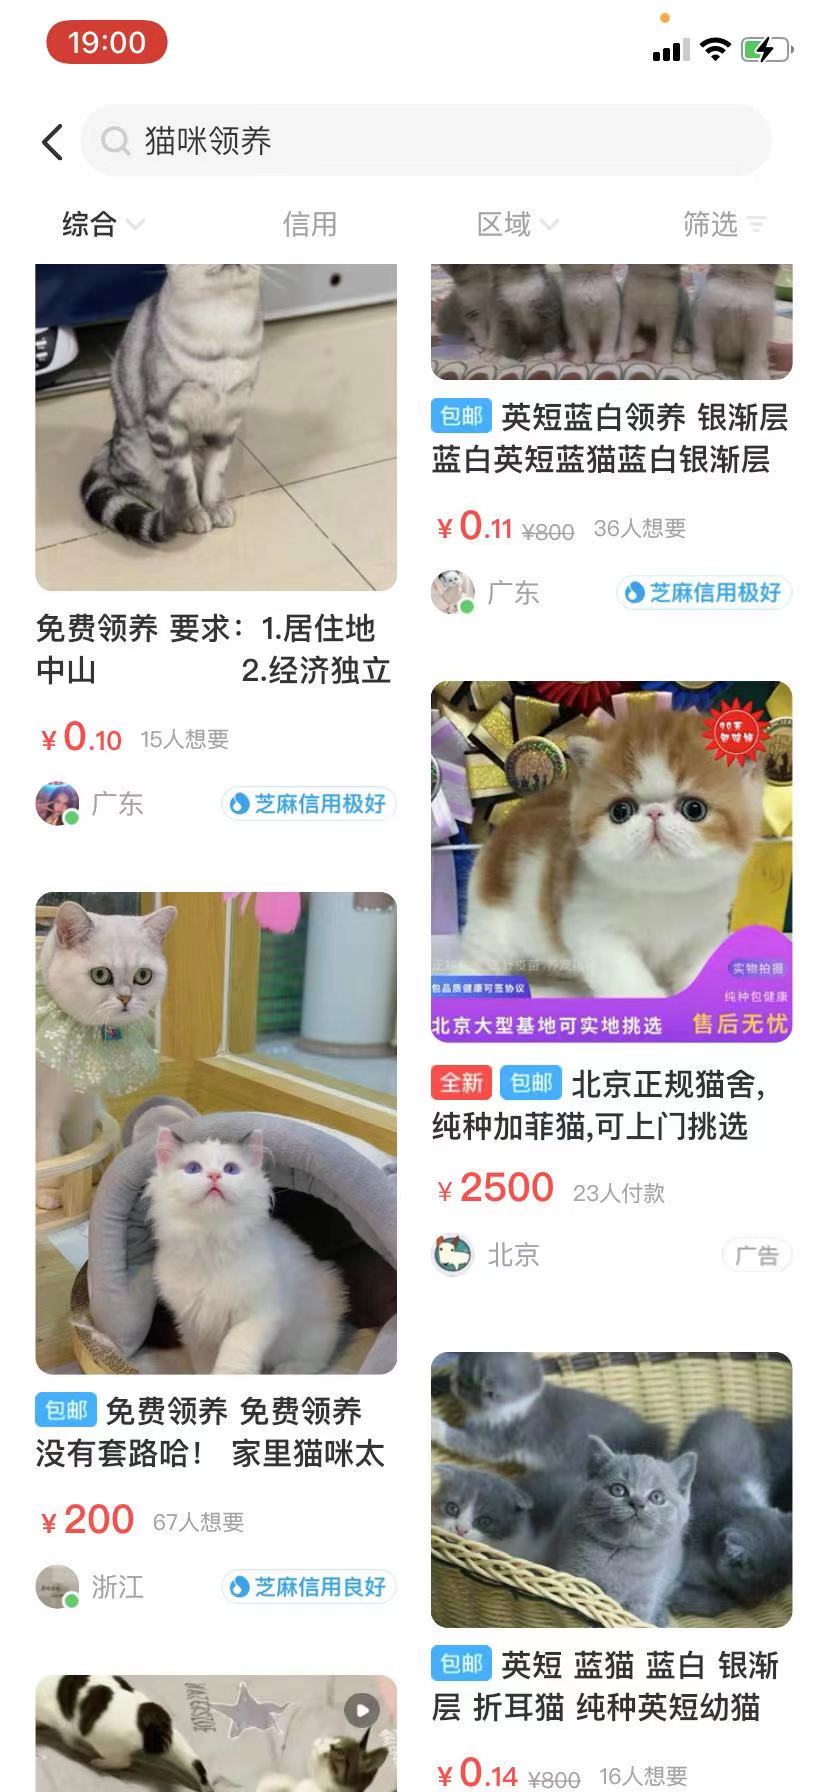 19:00
猫咪领养
综合
信用
区域
筛选
免费领养 要求：1.居住地
中山 2.经济独立
¥0.10 15人想要
广东 芝麻信用极好
包邮 英短蓝白领养 银渐层
蓝白英短蓝猫蓝白银渐层
¥0.11 ¥800 36人想要
广东 芝麻信用极好
实物拍摄
包品质健康可签协议
纯种包健康
北京大型基地可实地挑选 售后无忧
全新 包邮 北京正规猫舍,
纯种加菲猫,可上门挑选
¥2500 23人付款
北京 广告
包邮 免费领养 免费领养
没有套路哈！ 家里猫咪太
¥200 67人想要
浙江 芝麻信用良好
包邮 英短 蓝猫 蓝白 银渐
层 折耳猫 纯种英短幼猫
¥0.14 ¥800 16人想要